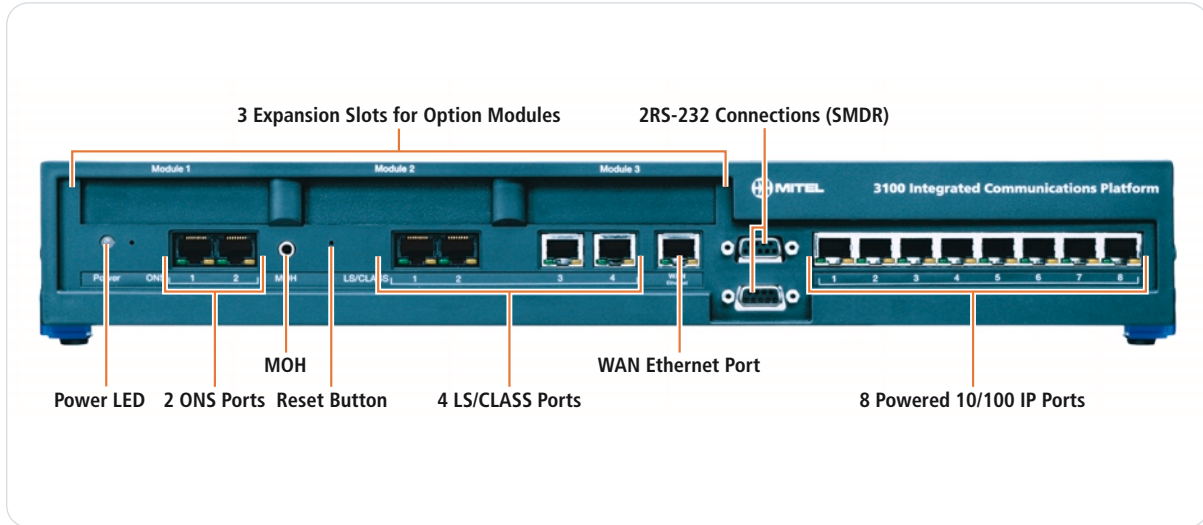 3 Expansion Slots for Option Modules
2RS-232 Connections (SMDR)
Module 1
Module 2
Module 3
MITEL
3100 Integrated Communications Platform
Power
ONS
1
2
MOH
LS/CLASS
1
2
3
4
WAN
Ethernet
1
2
3
4
5
6
7
8
MOH
WAN Ethernet Port
Power LED
2 ONS Ports
Reset Button
4 LS/CLASS Ports
8 Powered 10/100 IP Ports